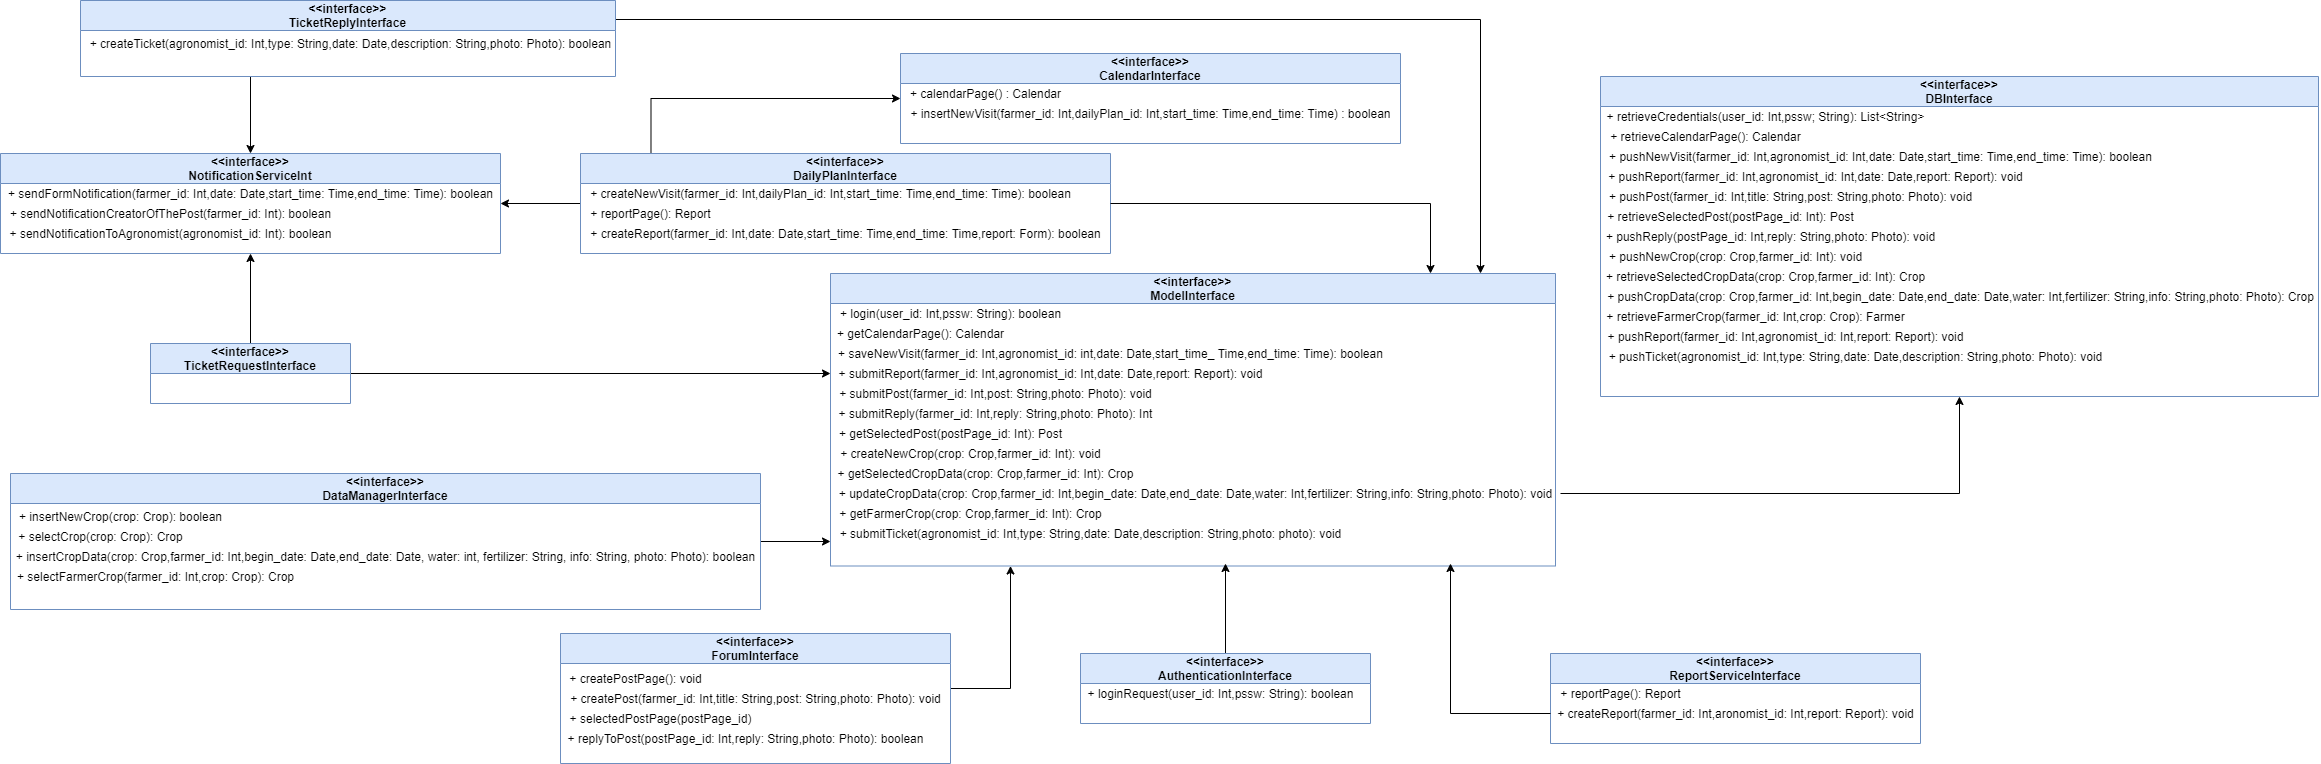 <<interface>>
TicketReplyInterface
+ createTicket(agronomist_id: Int,type: String,date: Date,description: String,photo: Photo): boolean
<<interface>>
CalendarInterface
+ calendarPage() : Calendar
+ insertNewVisit(farmer_id: Int,dailyPlan_id: Int,start_time: Time,end_time: Time) : boolean
<<interface>>
DBInterface
+ retrieveCredentials(user_id: Int,pssw; String): List<String>
+ retrieveCalendarPage(): Calendar
+ pushNewVisit(farmer_id: Int,agronomist_id: Int,date: Date,start_time: Time,end_time: Time): boolean
+ pushReport(farmer_id: Int,agronomist_id: Int,date: Date,report: Report): void
+ pushPost(farmer_id: Int,title: String,post: String,photo: Photo): void
+ retrieveSelectedPost(postPage_id: Int): Post
+ pushReply(postPage_id: Int,reply: String,photo: Photo): void
+ pushNewCrop(crop: Crop,farmer_id: Int): void
+ retrieveSelectedCropData(crop: Crop,farmer_id: Int): Crop
+ pushCropData(crop: Crop,farmer_id: Int,begin_date: Date,end_date: Date,water: Int,fertilizer: String,info: String,photo: Photo): Crop
+ retrieveFarmerCrop(farmer_id: Int,crop: Crop): Farmer
+ pushReport(farmer_id: Int,agronomist_id: Int,report: Report): void
+ pushTicket(agronomist_id: Int,type: String,date: Date,description: String,photo: Photo): void
<<interface>>
NotificationServiceInt
+ sendFormNotification(farmer_id: Int,date: Date,start_time: Time,end_time: Time): boolean
+ sendNotificationCreatorOfThePost(farmer_id: Int): boolean
+ sendNotificationToAgronomist(agronomist_id: Int): boolean
<<interface>>
DailyPlanInterface
+ createNewVisit(farmer_id: Int,dailyPlan_id: Int,start_time: Time,end_time: Time): boolean
+ reportPage(): Report
+ createReport(farmer_id: Int,date: Date,start_time: Time,end_time: Time,report: Form): boolean
<<interface>>
ModelInterface
+ login(user_id: Int,pssw: String): boolean
+ getCalendarPage(): Calendar
+ saveNewVisit(farmer_id: Int,agronomist_id: int,date: Date,start_time_ Time,end_time: Time): boolean
+ submitReport(farmer_id: Int,agronomist_id: Int,date: Date,report: Report): void
+ submitPost(farmer_id: Int,post: String,photo: Photo): void
+ submitReply(farmer_id: Int,reply: String,photo: Photo): Int
+ getSelectedPost(postPage_id: Int): Post
+ createNewCrop(crop: Crop,farmer_id: Int): void
+ getSelectedCropData(crop: Crop,farmer_id: Int): Crop
+ updateCropData(crop: Crop,farmer_id: Int,begin_date: Date,end_date: Date,water: Int,fertilizer: String,info: String,photo: Photo): void
+ getFarmerCrop(crop: Crop,farmer_id: Int): Crop
+ submitTicket(agronomist_id: Int,type: String,date: Date,description: String,photo: photo): void
<<interface>>
TicketRequestInterface
<<interface>>
DataManagerInterface
+ insertNewCrop(crop: Crop): boolean
+ selectCrop(crop: Crop): Crop
+ insertCropData(crop: Crop,farmer_id: Int,begin_date: Date,end_date: Date, water: int, fertilizer: String, info: String, photo: Photo): boolean
+ selectFarmerCrop(farmer_id: Int,crop: Crop): Crop
<<interface>>
ForumInterface
+ createPostPage(): void
+ createPost(farmer_id: Int,title: String,post: String,photo: Photo): void
+ selectedPostPage(postPage_id)
+ replyToPost(postPage_id: Int,reply: String,photo: Photo): boolean
<<interface>>
AuthenticationInterface
+ loginRequest(user_id: Int,pssw: String): boolean
<<interface>>
ReportServiceInterface
+ reportPage(): Report
+ createReport(farmer_id: Int,aronomist_id: Int,report: Report): void